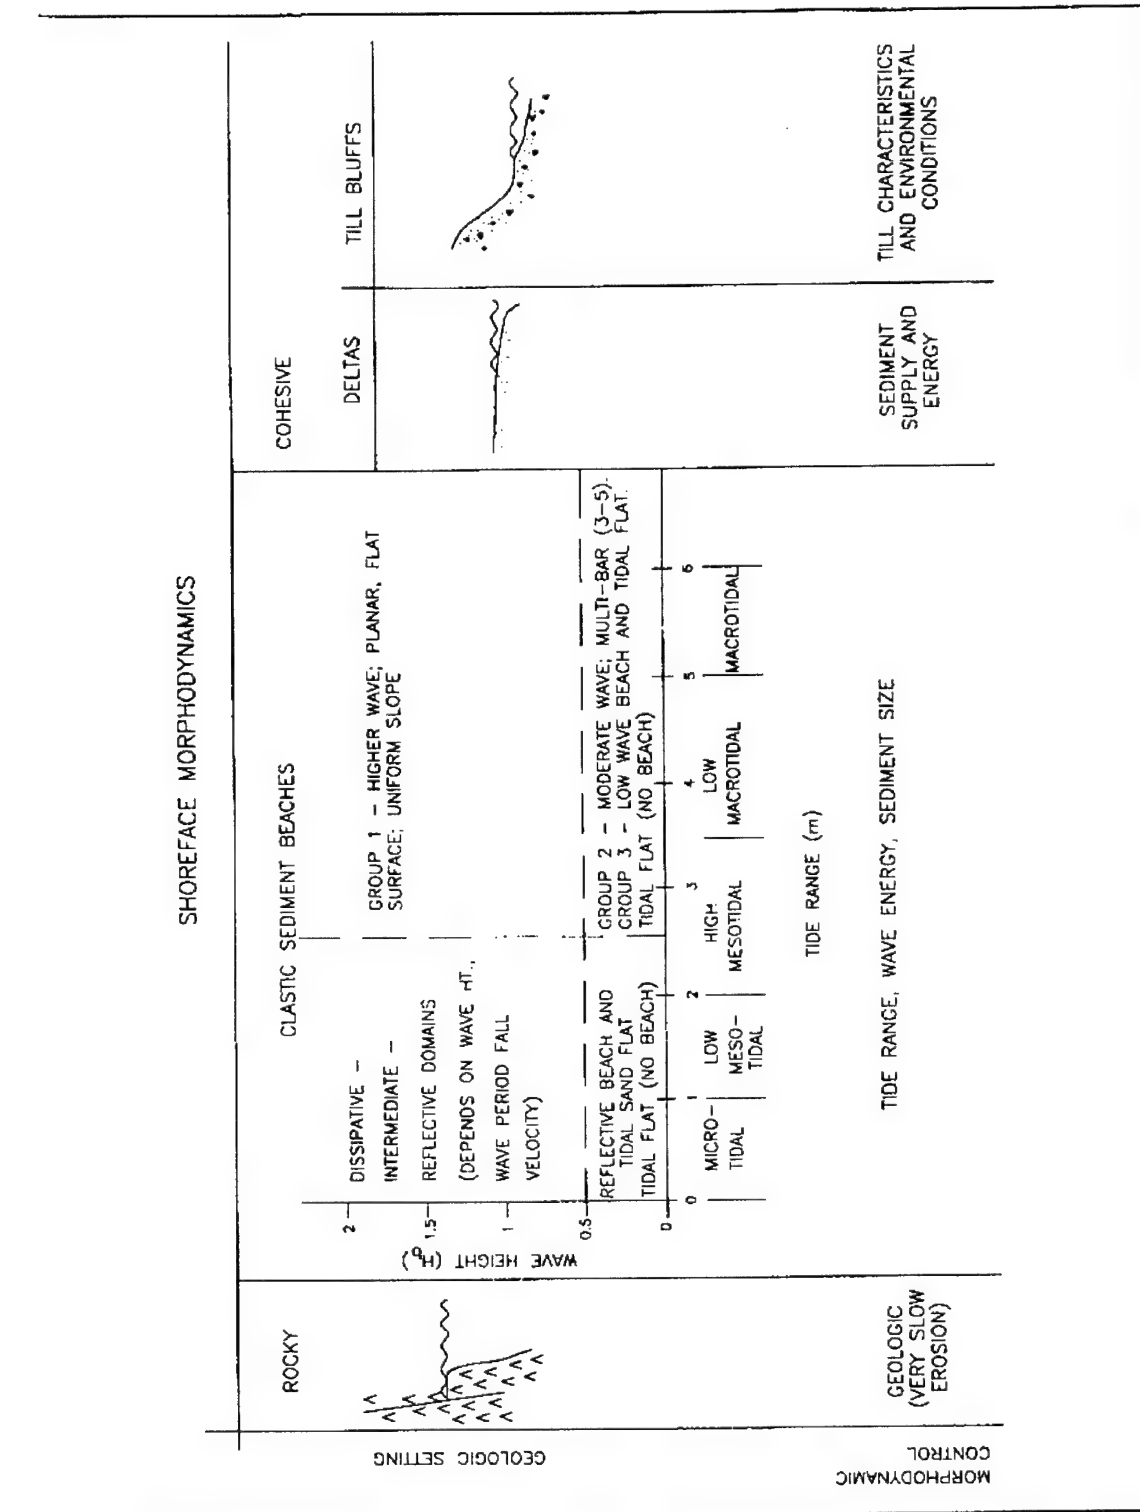 SHOREFACE MORPHODYNAMICS
GEOLOGIC SETTING
ROCKY
CLASTIC SEDIMENT BEACHES
COHESIVE
DELTAS
TILL BLUFFS
WAVE HEIGHT (Hb)
2
1.5
1
0.5
0
DISSIPATIVE –
INTERMEDIATE –
REFLECTIVE DOMAINS
(DEPENDS ON WAVE HT.,
WAVE PERIOD FALL
VELOCITY)
GROUP 1 – HIGHER WAVE; PLANAR, FLAT
SURFACE; UNIFORM SLOPE
REFLECTIVE BEACH AND
TIDAL SAND FLAT
TIDAL FLAT (NO BEACH)
GROUP 2 – MODERATE WAVE; MULTI–BAR (3–5).
GROUP 3 – LOW WAVE BEACH AND TIDAL FLAT.
TIDAL FLAT (NO BEACH)
0 1 2 3 4 5 6
MICRO–
TIDAL
LOW
MESO–
TIDAL
HIGH
MESOTIDAL
LOW
MACROTIDAL
MACROTIDAL
TIDE RANGE (m)
MORPHODYNAMIC
CONTROL
GEOLOGIC
(VERY SLOW
EROSION)
TIDE RANGE, WAVE ENERGY, SEDIMENT SIZE
SEDIMENT
SUPPLY AND
ENERGY
TILL CHARACTERISTICS
AND ENVIRONMENTAL
CONDITIONS